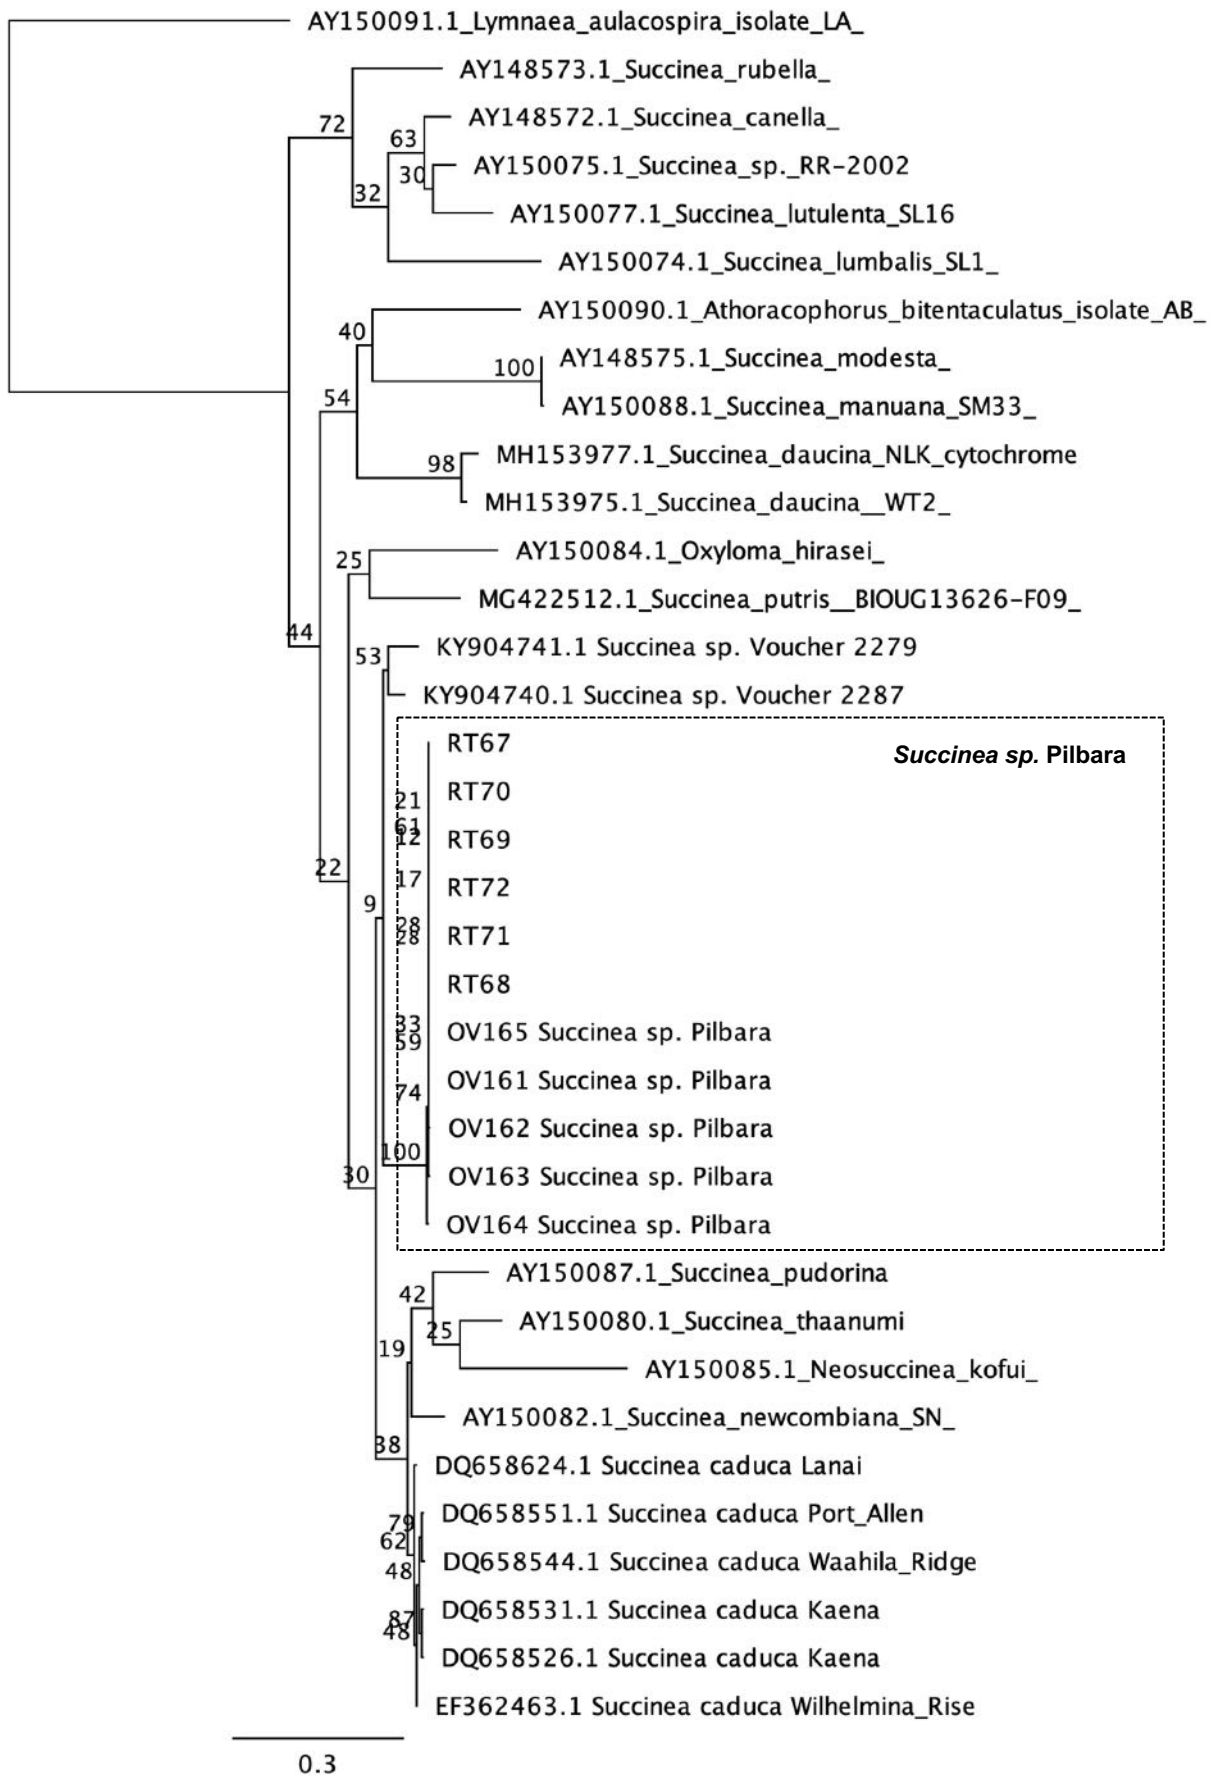 AY150091.1_Lymnaea_aulacospira_isolate_LA_
AY148573.1_Succinea_rubella_
72
AY148572.1_Succinea_canella_
63
AY150075.1_Succinea_sp._RR-2002
30
32
AY150077.1_Succinea_lutulenta_SL16
AY150074.1_Succinea_lumbalis_SL1_
AY150090.1_Athoracophorus_bitentaculatus_isolate_AB_
40
AY148575.1_Succinea_modesta_
100
54
AY150088.1_Succinea_manuana_SM33_
MH153977.1_Succinea_daucina_NLK_cytochrome
98
MH153975.1_Succinea_daucina__WT2_
AY150084.1_Oxyloma_hirasei_
25
MG422512.1_Succinea_putris__BIOUG13626-F09_
44
KY904741.1 Succinea sp. Voucher 2279
53
KY904740.1 Succinea sp. Voucher 2287
RT67
Succinea sp. Pilbara
RT70
21
61
12
RT69
22
17
RT72
9
28
28
RT71
RT68
33
59
OV165 Succinea sp. Pilbara
OV161 Succinea sp. Pilbara
74
OV162 Succinea sp. Pilbara
100
30
OV163 Succinea sp. Pilbara
OV164 Succinea sp. Pilbara
AY150087.1_Succinea_pudorina
42
AY150080.1_Succinea_thaanumi
25
19
AY150085.1_Neosuccinea_kofui_
AY150082.1_Succinea_newcombiana_SN_
38
DQ658624.1 Succinea caduca Lanai
DQ658551.1 Succinea caduca Port_Allen
79
62
DQ658544.1 Succinea caduca Waahila_Ridge
48
DQ658531.1 Succinea caduca Kaena
87
48
DQ658526.1 Succinea caduca Kaena
EF362463.1 Succinea caduca Wilhelmina_Rise
0.3